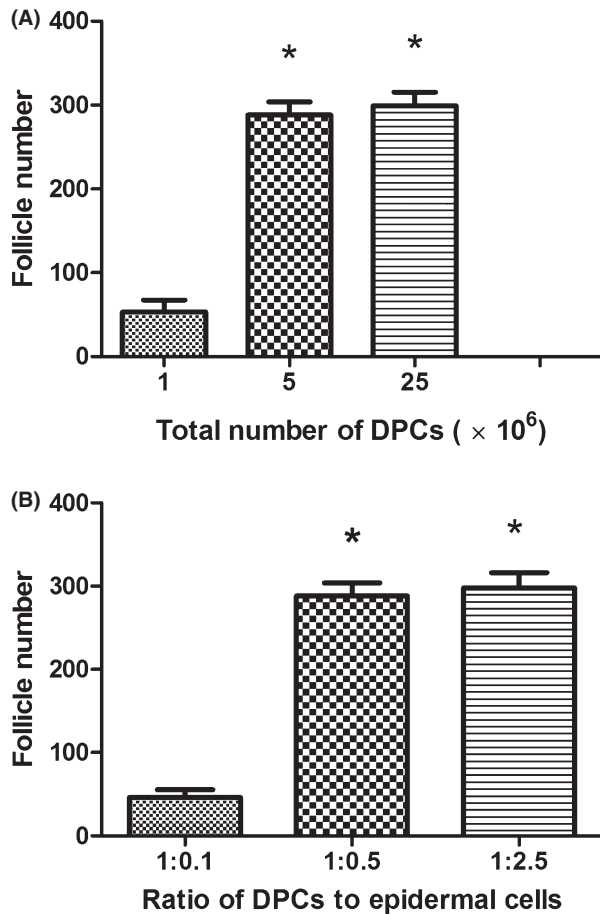 (A)
400
*
*
300
200
100
0
Follicle number
1 5 25
Total number of DPCs ( × 10⁶)
(B)
400
*
*
300
200
100
0
Follicle number
1:0.1 1:0.5 1:2.5
Ratio of DPCs to epidermal cells